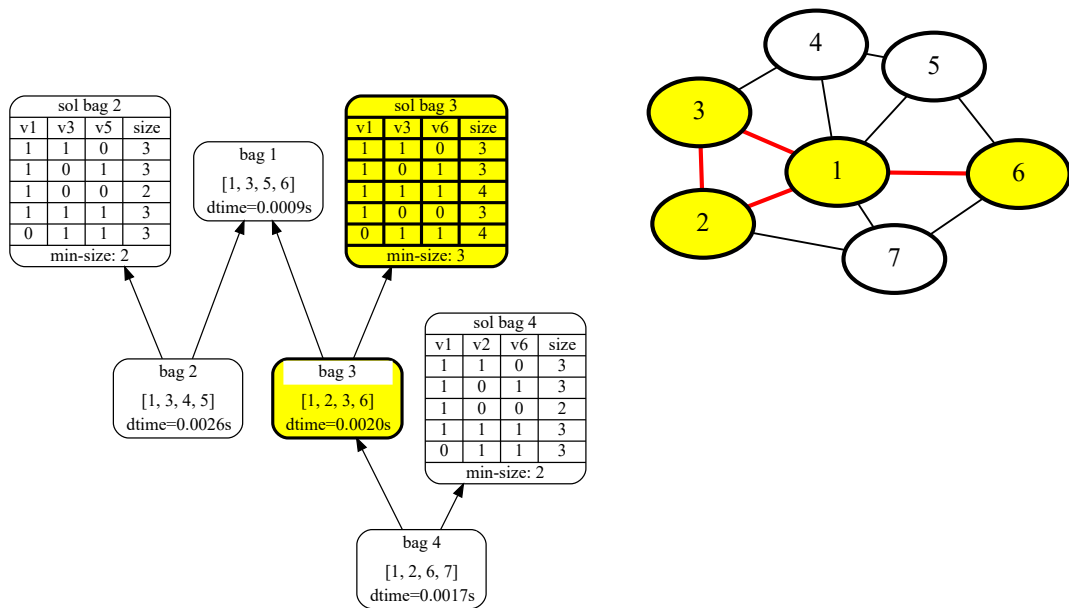 sol bag 2
v1 v3 v5 size
1 1 0 3
1 0 1 3
1 0 0 2
1 1 1 3
0 1 1 3
min-size: 2
bag 1
[1, 3, 5, 6]
dtime=0.0009s
sol bag 3
v1 v3 v6 size
1 1 0 3
1 0 1 3
1 1 1 4
1 0 0 3
0 1 1 4
min-size: 3
bag 2
[1, 3, 4, 5]
dtime=0.0026s
bag 3
[1, 2, 3, 6]
dtime=0.0020s
sol bag 4
v1 v2 v6 size
1 1 0 3
1 0 1 3
1 0 0 2
1 1 1 3
0 1 1 3
min-size: 2
bag 4
[1, 2, 6, 7]
dtime=0.0017s
4
5
3
1
6
2
7